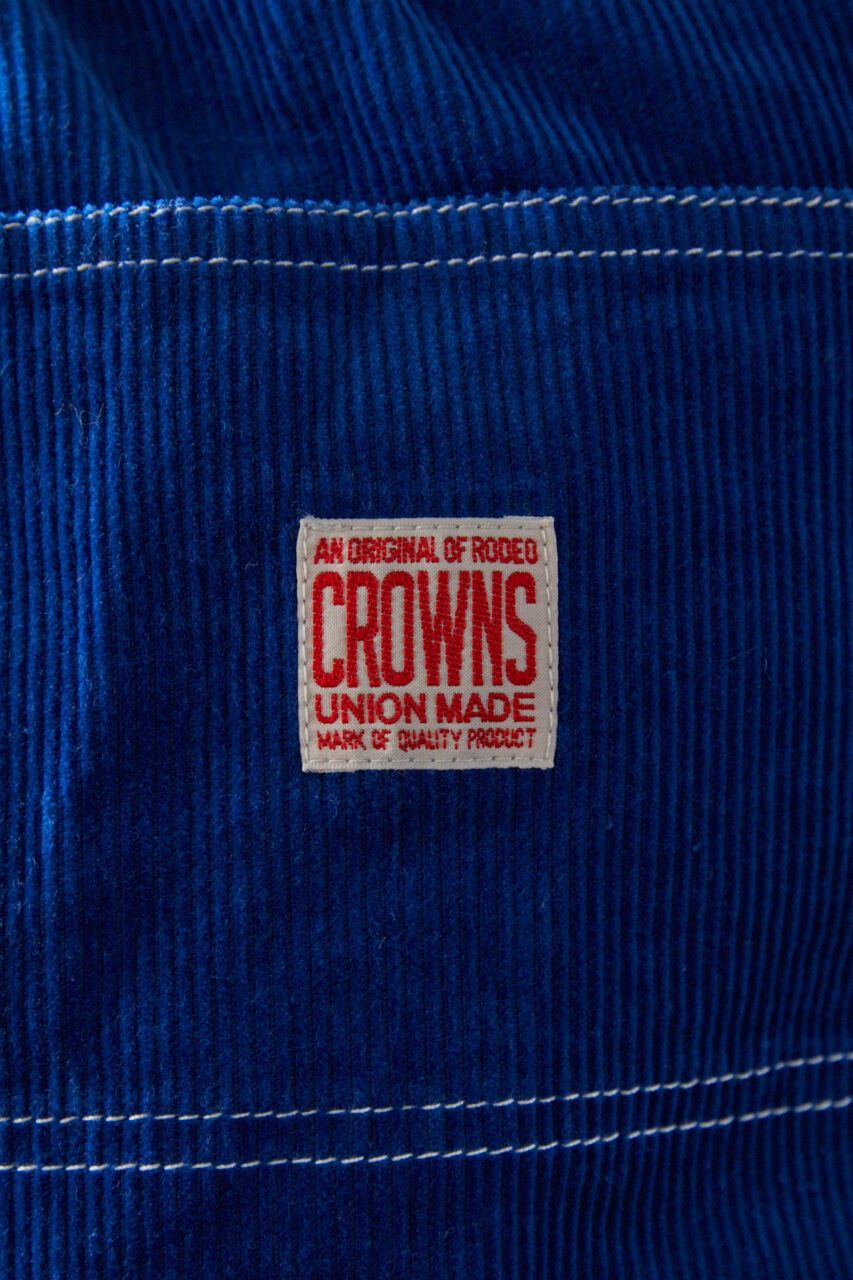 AN ORIGINAL OF RODEO
CROWNS
UNION MADE
MARK OF QUALITY PRODUCT